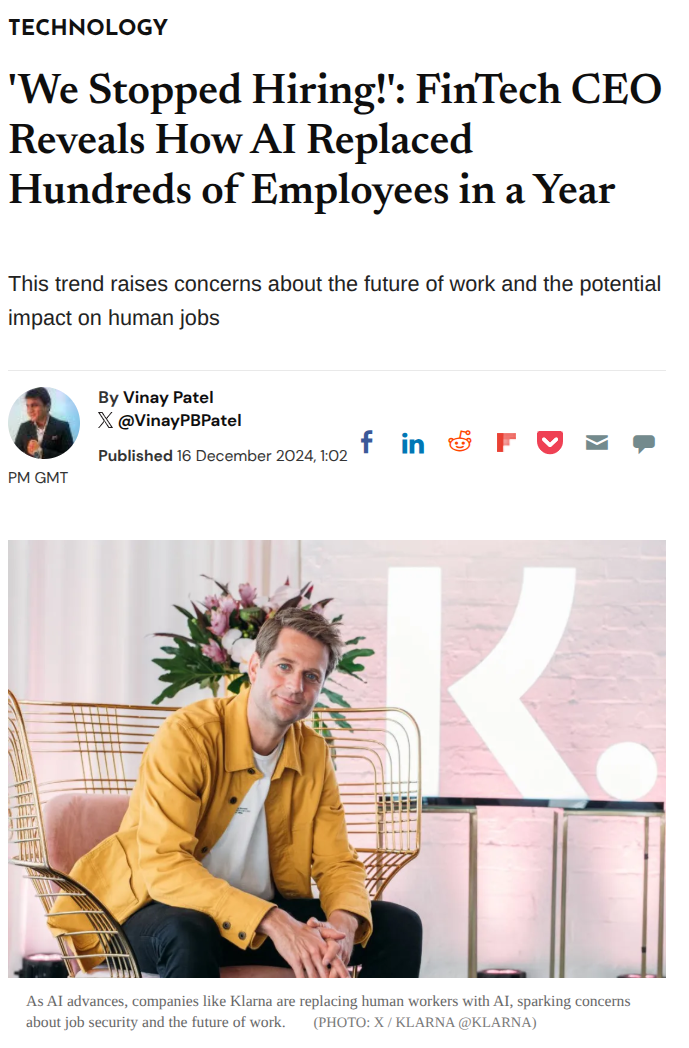 TECHNOLOGY
'We Stopped Hiring!': FinTech CEO
Reveals How AI Replaced
Hundreds of Employees in a Year
This trend raises concerns about the future of work and the potential
impact on human jobs
By Vinay Patel
@VinayPBPatel
Published 16 December 2024, 1:02
PM GMT
K.
As AI advances, companies like Klarna are replacing human workers with AI, sparking concerns
about job security and the future of work. (PHOTO: X / KLARNA @KLARNA)